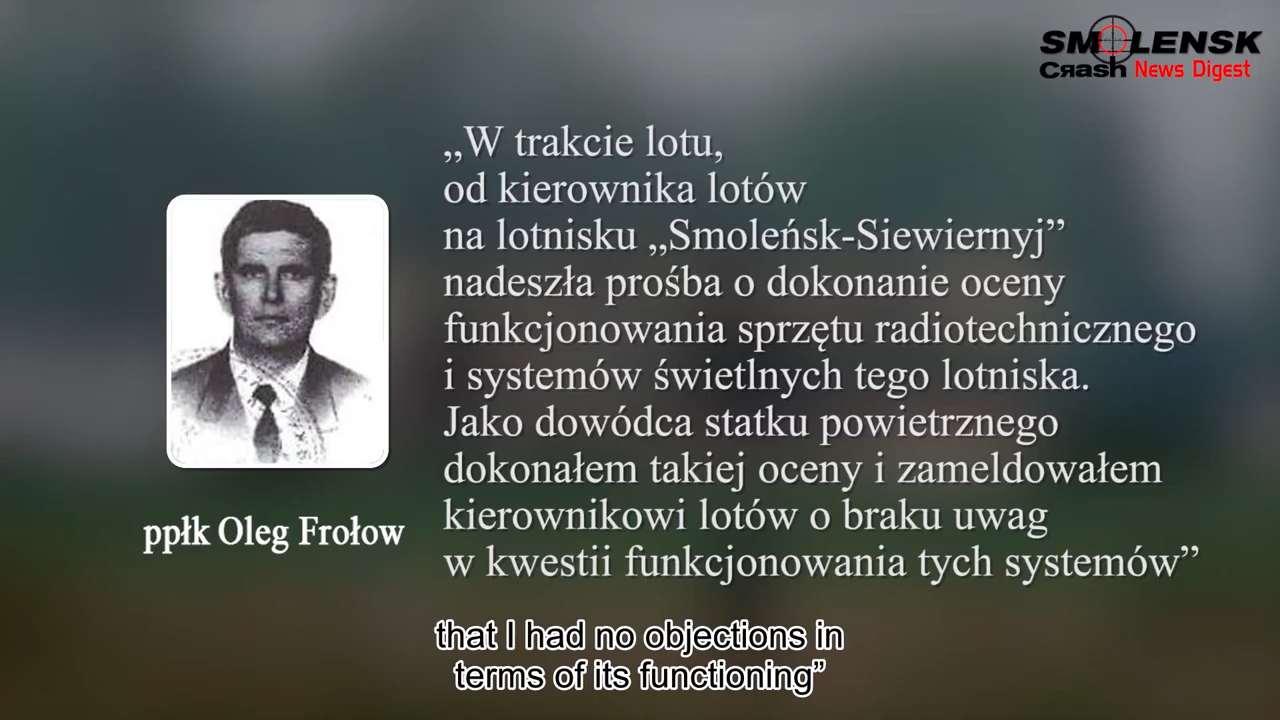 SMOLENSK
CЯash News Digest
„W trakcie lotu,
od kierownika lotów
na lotnisku „Smoleńsk-Siewiernyj”
nadeszła prośba o dokonanie oceny
funkcjonowania sprzętu radiotechnicznego
i systemów świetlnych tego lotniska.
Jako dowódca statku powietrznego
dokonałem takiej oceny i zameldowałem
kierownikowi lotów o braku uwag
w kwestii funkcjonowania tych systemów”
ppłk Oleg Frołow
that I had no objections in
terms of its functioning”